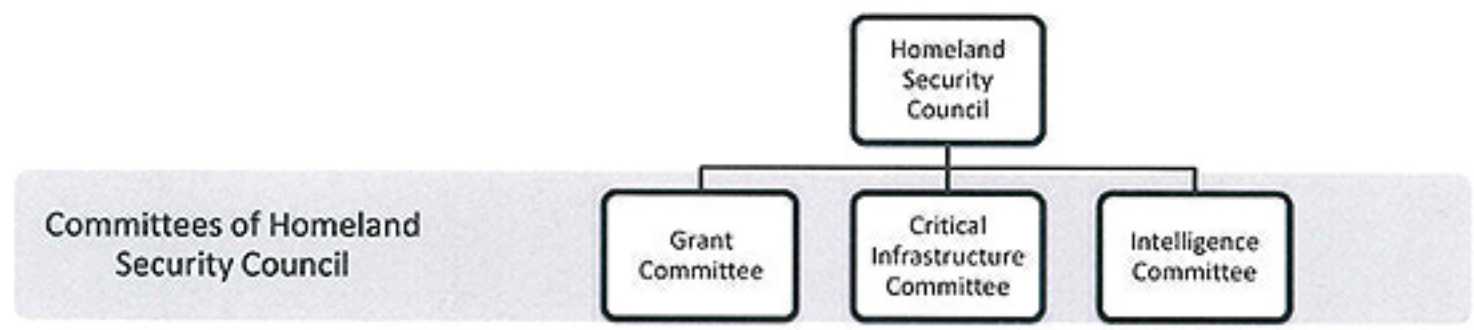 Homeland
Security
Council
Committees of Homeland
Security Council
Grant
Committee
Critical
Infrastructure
Committee
Intelligence
Committee